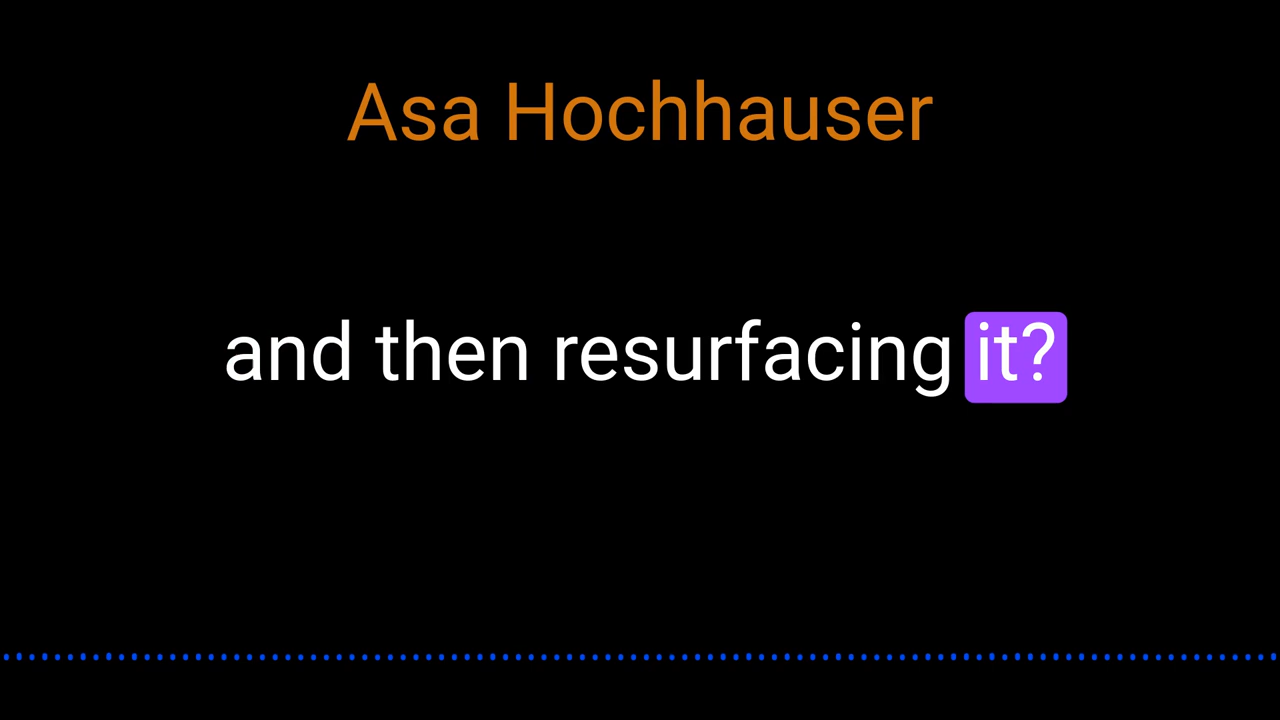 Asa Hochhauser
and then resurfacing it?